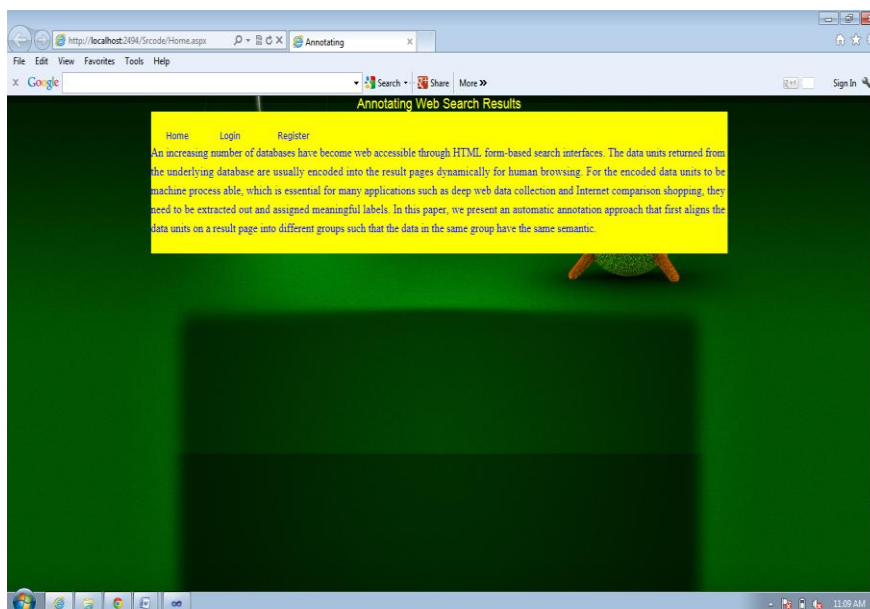 http://localhost:2494/Srcode/Home.aspx
Annotating
File Edit View Favorites Tools Help
x Google
Search
Share
More »
Sign In
Annotating Web Search Results
Home Login Register
An increasing number of databases have become web accessible through HTML form-based search interfaces. The data units returned from
the underlying database are usually encoded into the result pages dynamically for human browsing. For the encoded data units to be
machine process able, which is essential for many applications such as deep web data collection and Internet comparison shopping, they
need to be extracted out and assigned meaningful labels. In this paper, we present an automatic annotation approach that first aligns the
data units on a result page into different groups such that the data in the same group have the same semantic.
11:09 AM